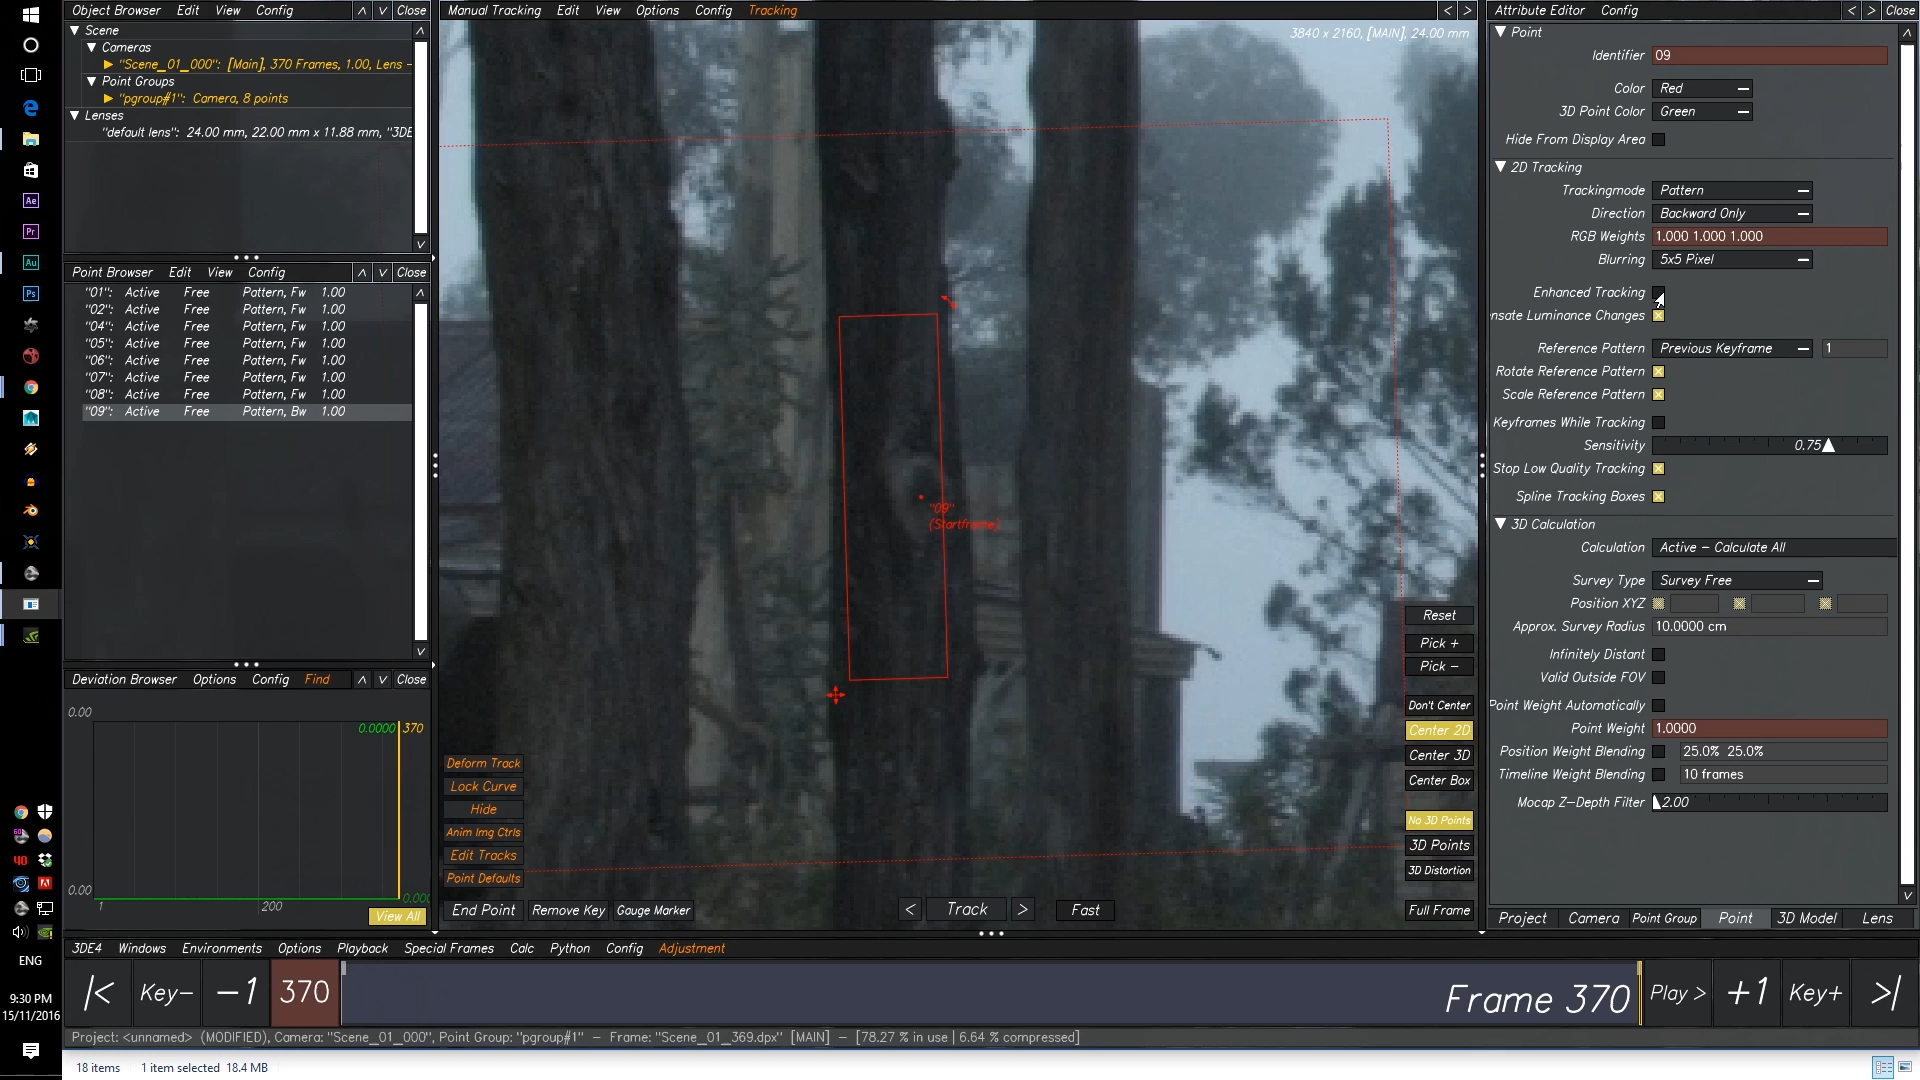 Object Browser Edit View Config Close
Scene
Cameras
"Scene_01_000": [Main], 370 Frames, 1.00, Lens -
Point Groups
"pgroup#1": Camera, 8 points
Lenses
"default lens": 24.00 mm, 22.00 mm x 11.88 mm, "3DE
Point Browser Edit View Config Close
"01": Active Free Pattern, Fw 1.00
"02": Active Free Pattern, Fw 1.00
"04": Active Free Pattern, Fw 1.00
"05": Active Free Pattern, Fw 1.00
"06": Active Free Pattern, Fw 1.00
"07": Active Free Pattern, Fw 1.00
"08": Active Free Pattern, Fw 1.00
"09": Active Free Pattern, Bw 1.00
Deviation Browser Options Config Find Close
0.00
0.0000 370
0.00
0.000
1 200
View All
Manual Tracking Edit View Options Config Tracking < >
3840 x 2160, [MAIN], 24.00 mm
"09"
(Startframe)
Reset
Pick +
Pick -
Don't Center
Center 2D
Center 3D
Center Box
No 3D Points
3D Points
3D Distortion
Full Frame
Deform Track
Lock Curve
Hide
Anim Img Ctrls
Edit Tracks
Point Defaults
End Point Remove Key Gauge Marker < Track > Fast
Attribute Editor Config < > Close
Point
Identifier 09
Color Red
3D Point Color Green
Hide From Display Area
2D Tracking
Trackingmode Pattern
Direction Backward Only
RGB Weights 1.000 1.000 1.000
Blurring 5x5 Pixel
Enhanced Tracking
ensate Luminance Changes
Reference Pattern Previous Keyframe 1
Rotate Reference Pattern
Scale Reference Pattern
Keyframes While Tracking
Sensitivity 0.75
Stop Low Quality Tracking
Spline Tracking Boxes
3D Calculation
Calculation Active - Calculate All
Survey Type Survey Free
Position XYZ
Approx. Survey Radius 10.0000 cm
Infinitely Distant
Valid Outside FOV
Point Weight Automatically
Point Weight 1.0000
Position Weight Blending 25.0% 25.0%
Timeline Weight Blending 10 frames
Mocap Z-Depth Filter 2.00
Project Camera Point Group Point 3D Model Lens
3DE4 Windows Environments Options Playback Special Frames Calc Python Config Adjustment
|< Key- -1 370 Frame 370 Play > +1 Key+ >|
Project: <unnamed> (MODIFIED), Camera: "Scene_01_000", Point Group: "pgroup#1" - Frame: "Scene_01_369.dpx" [MAIN] - [78.27 % in use | 6.64 % compressed]
18 items 1 item selected 18.4 MB
Ae
Pr
Au
Ps
40
ENG
9:30 PM
15/11/2016